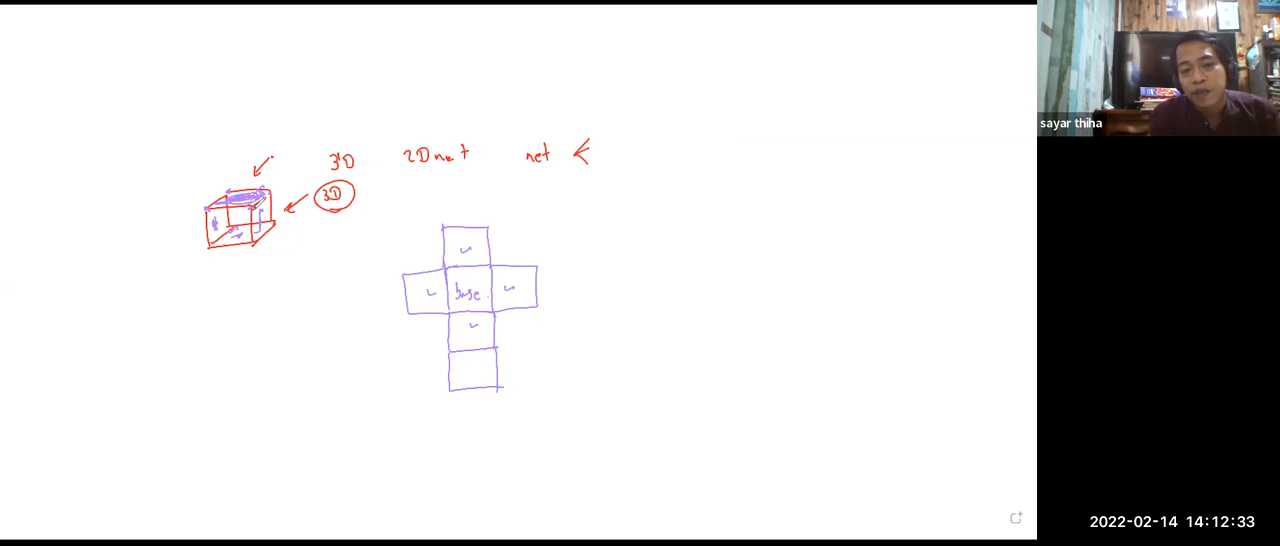 sayar thiha
3D 2D net net <
3D
base
2022-02-14 14:12:33